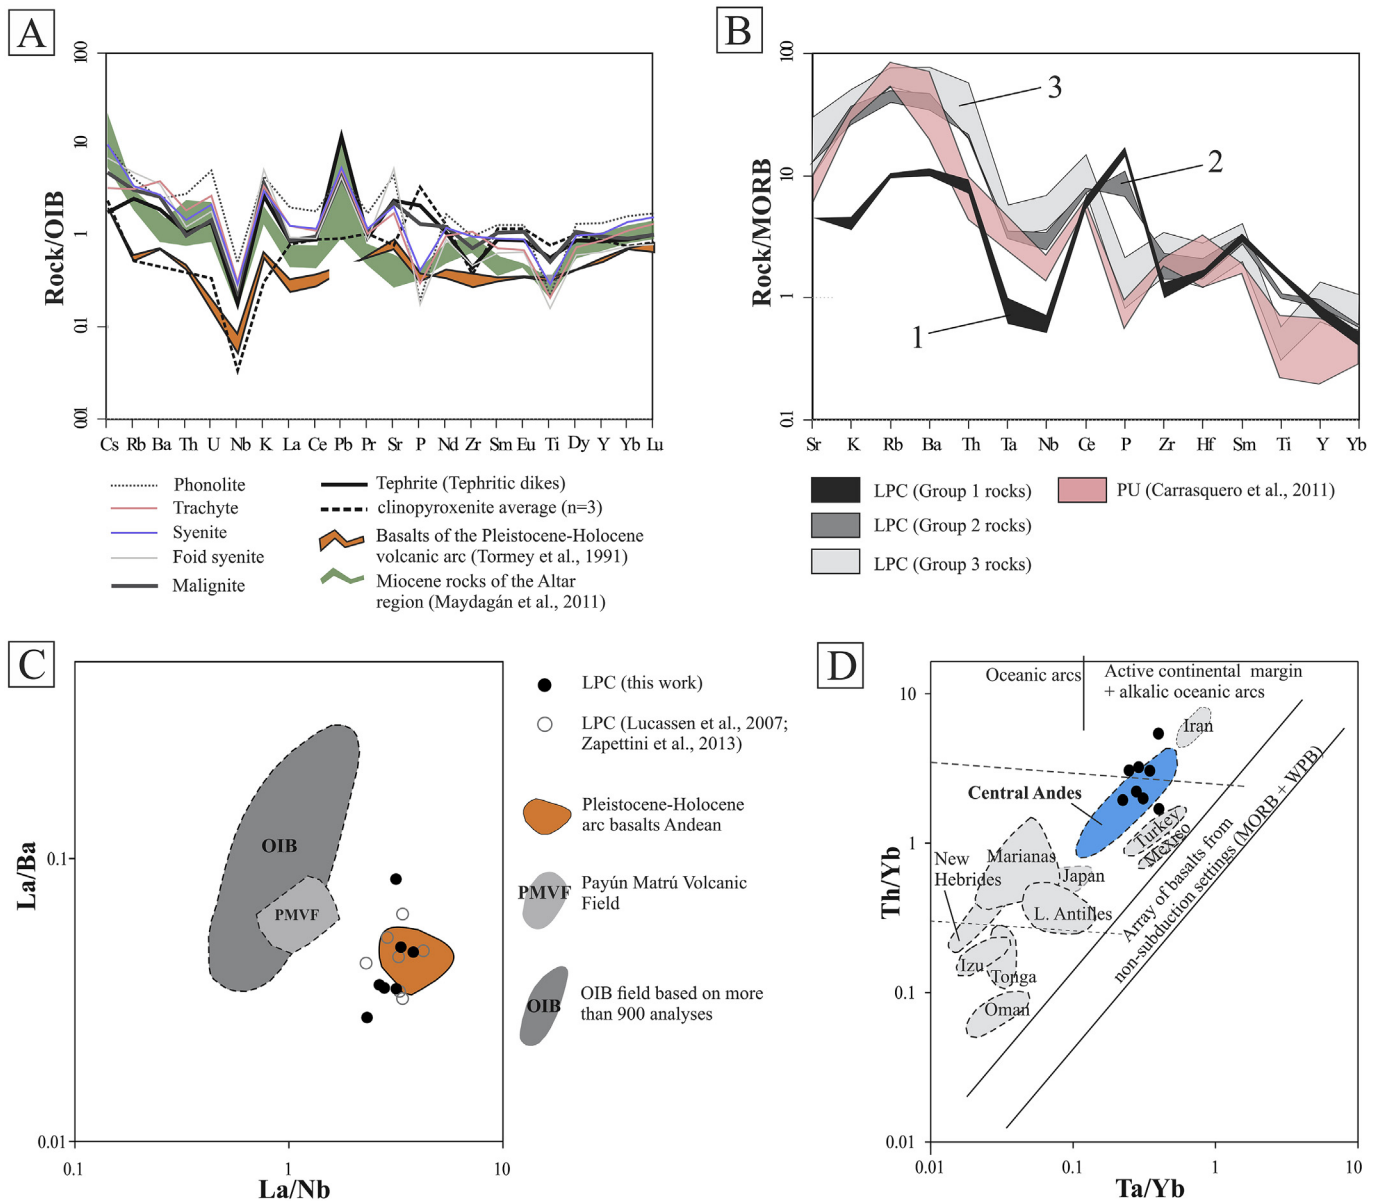 A
Rock/OIB
100
10
1
0.1
0.01
Cs Rb Ba Th U Nb K La Ce Pb Pr Sr P Nd Zr Sm Eu Ti Dy Y Yb Lu
Phonolite
Trachyte
Syenite
Foid syenite
Malignite
Tephrite (Tephritic dikes)
clinopyroxenite average (n=3)
Basalts of the Pleistocene-Holocene
volcanic arc (Tormey et al., 1991)
Miocene rocks of the Altar
region (Maydagán et al., 2011)
B
Rock/MORB
100
10
1
0.1
3
2
1
Sr K Rb Ba Th Ta Nb Ce P Zr Hf Sm Ti Y Yb
LPC (Group 1 rocks)
LPC (Group 2 rocks)
LPC (Group 3 rocks)
PU (Carrasquero et al., 2011)
C
La/Ba
0.1
0.01
OIB
PMVF
0.1 1 10
La/Nb
LPC (this work)
LPC (Lucassen et al., 2007;
Zapettini et al., 2013)
Pleistocene-Holocene
arc basalts Andean
PMVF
Payún Matrú Volcanic
Field
OIB
OIB field based on more
than 900 analyses
D
Th/Yb
10
1
0.1
0.01
Oceanic arcs
Active continental margin
+ alkalic oceanic arcs
Iran
Central Andes
Turkey
Mexico
Marianas
New
Hebrides
Japan
L. Antilles
Izu
Tonga
Oman
Array of basalts from
non-subduction settings (MORB + WPB)
0.01 0.1 1 10
Ta/Yb